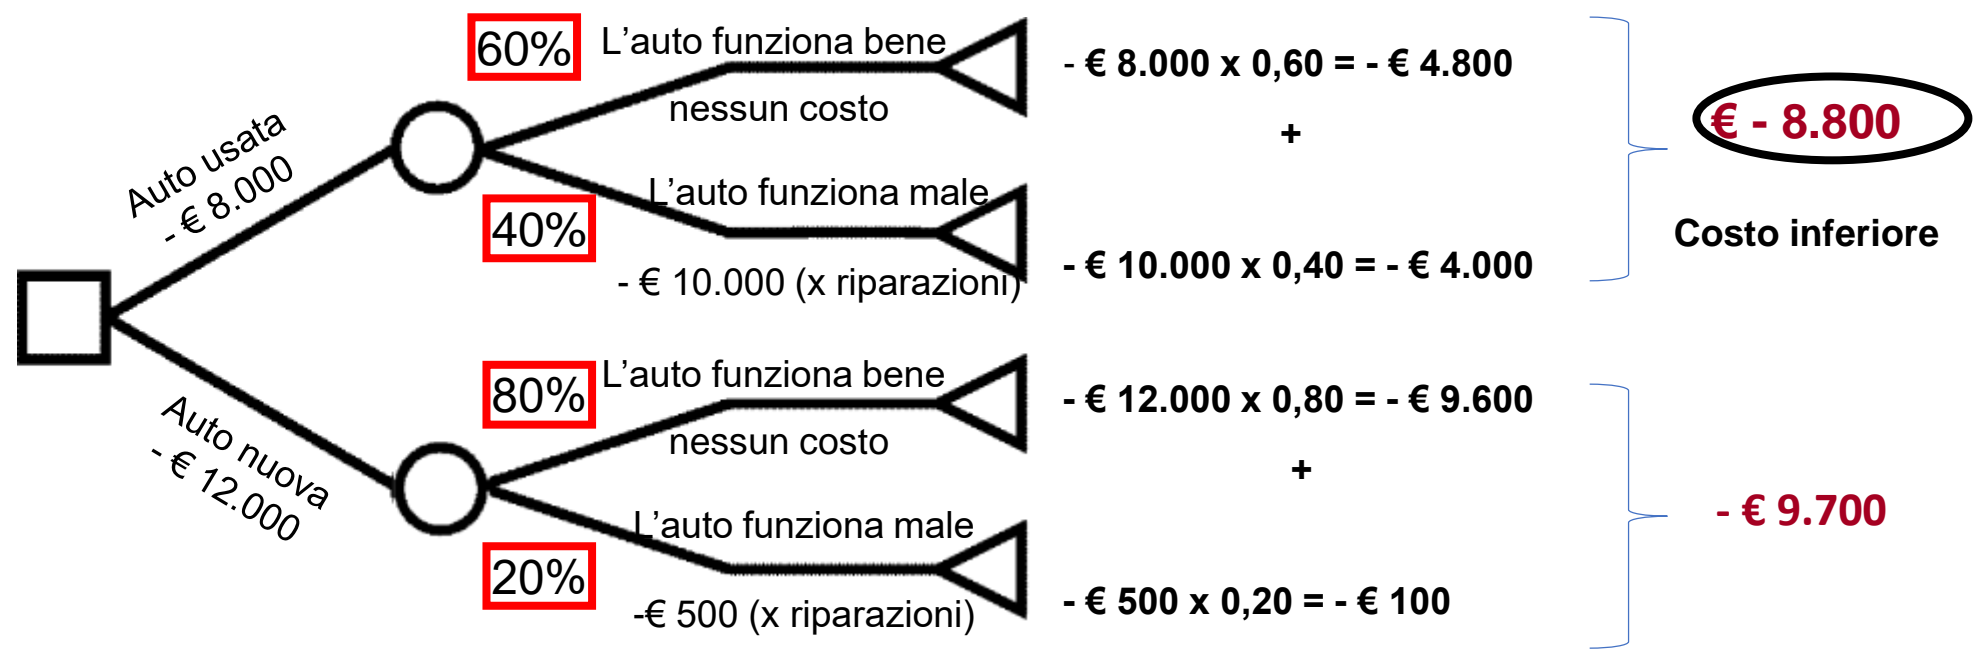 60%
L'auto funziona bene
nessun costo
- € 8.000 x 0,60 = - € 4.800
+
€ - 8.800
Auto usata
- € 8.000
40%
L'auto funziona male
- € 10.000 (x riparazioni)
- € 10.000 x 0,40 = - € 4.000
Costo inferiore
80%
L'auto funziona bene
nessun costo
- € 12.000 x 0,80 = - € 9.600
+
- € 9.700
Auto nuova
- € 12.000
20%
L'auto funziona male
-€ 500 (x riparazioni)
- € 500 x 0,20 = - € 100